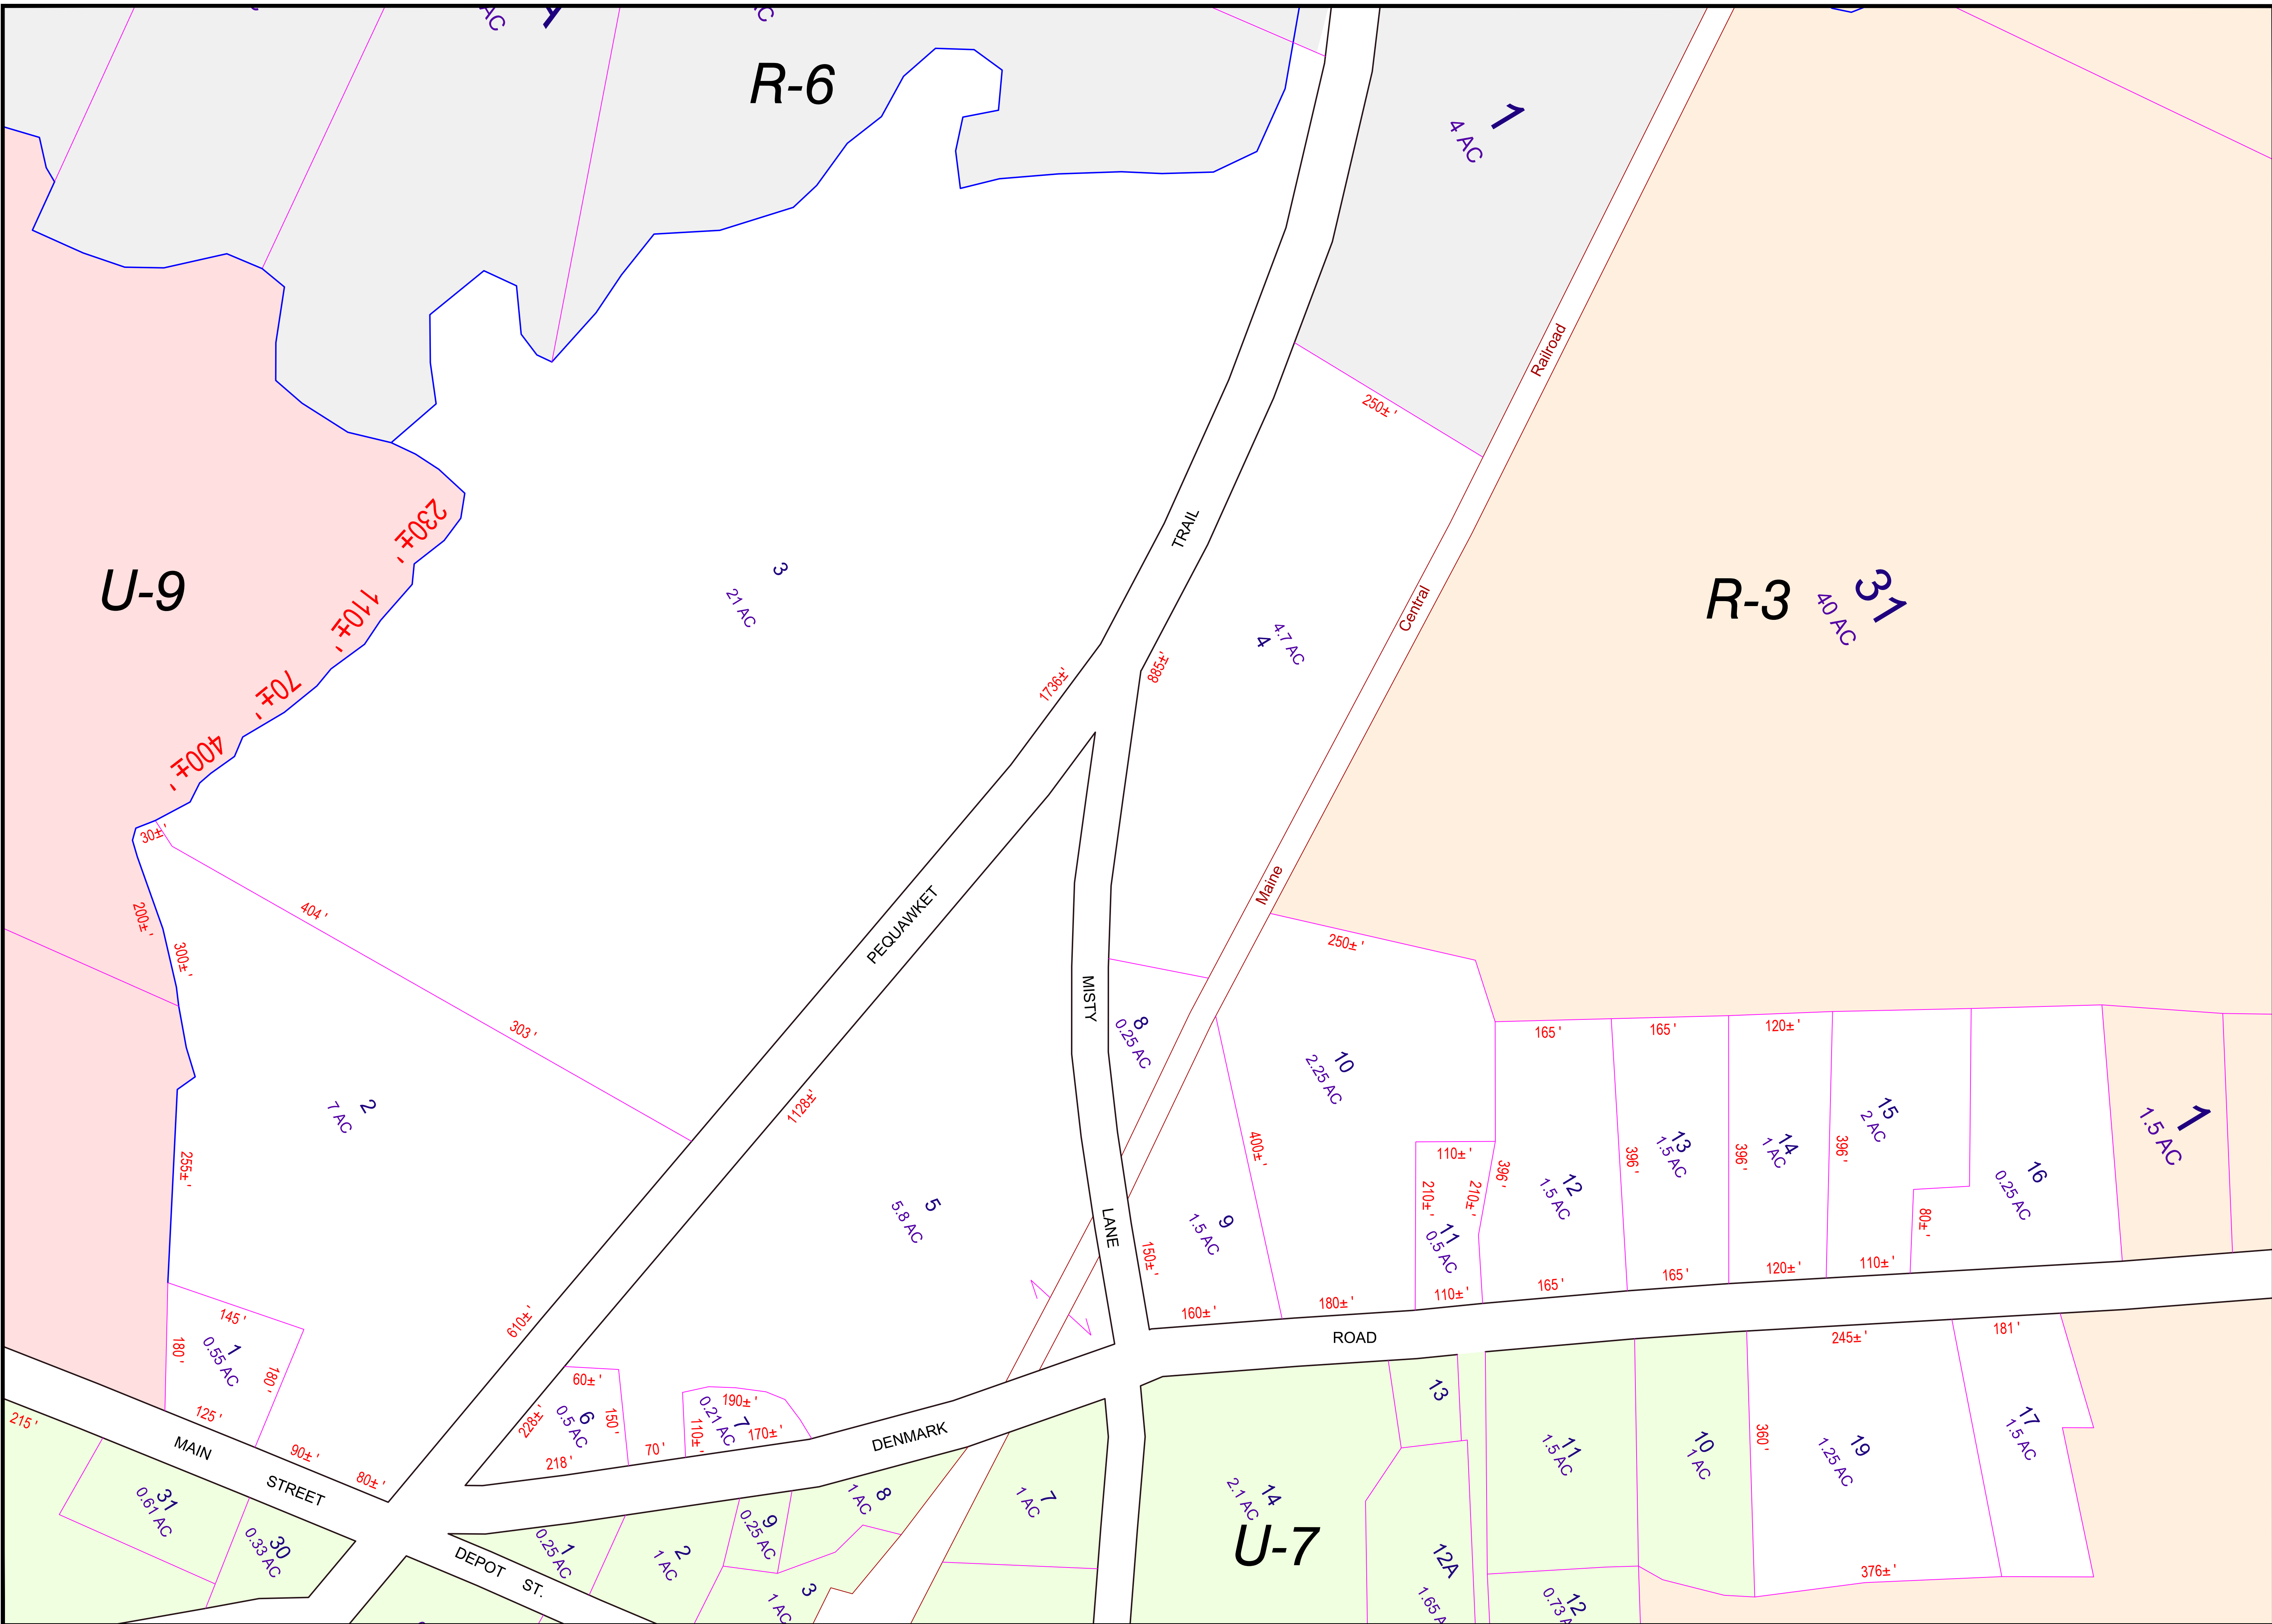 AC
R-6
1
4 AC
Railroad
250± '
U-9
230± '
110± '
70± '
400± '
30± '
3
21 AC
TRAIL
Central
R-3
31
40 AC
4
4.7 AC
1736± '
885± '
Maine
200± '
300± '
404 '
303 '
PEQUAWKET
MISTY
250± '
8
0.25 AC
10
2.25 AC
165 '
165 '
120± '
2
7 AC
1128± '
255± '
400± '
110± '
210± '
210± '
396 '
396 '
396 '
396 '
12
1.5 AC
13
1.5 AC
14
1 AC
15
2 AC
16
0.25 AC
1
1.5 AC
5
5.8 AC
LANE
150± '
9
1.5 AC
11
0.5 AC
80± '
160± '
180± '
110± '
165 '
165 '
120± '
110± '
ROAD
145 '
180 '
1
0.55 AC
180 '
125 '
610± '
60± '
228± '
6
0.5 AC
150 '
218 '
70 '
190± '
110± '
7
0.21 AC
170± '
DENMARK
245± '
181 '
215 '
MAIN
STREET
90± '
80± '
31
0.61 AC
30
0.33 AC
DEPOT ST.
1
0.25 AC
2
1 AC
9
0.25 AC
8
1 AC
3
1 AC
7
1 AC
13
14
2.1 AC
U-7
12A
1.65 A
11
1.5 AC
10
1 AC
12
0.73 A
360 '
19
1.25 AC
17
1.5 AC
376± '